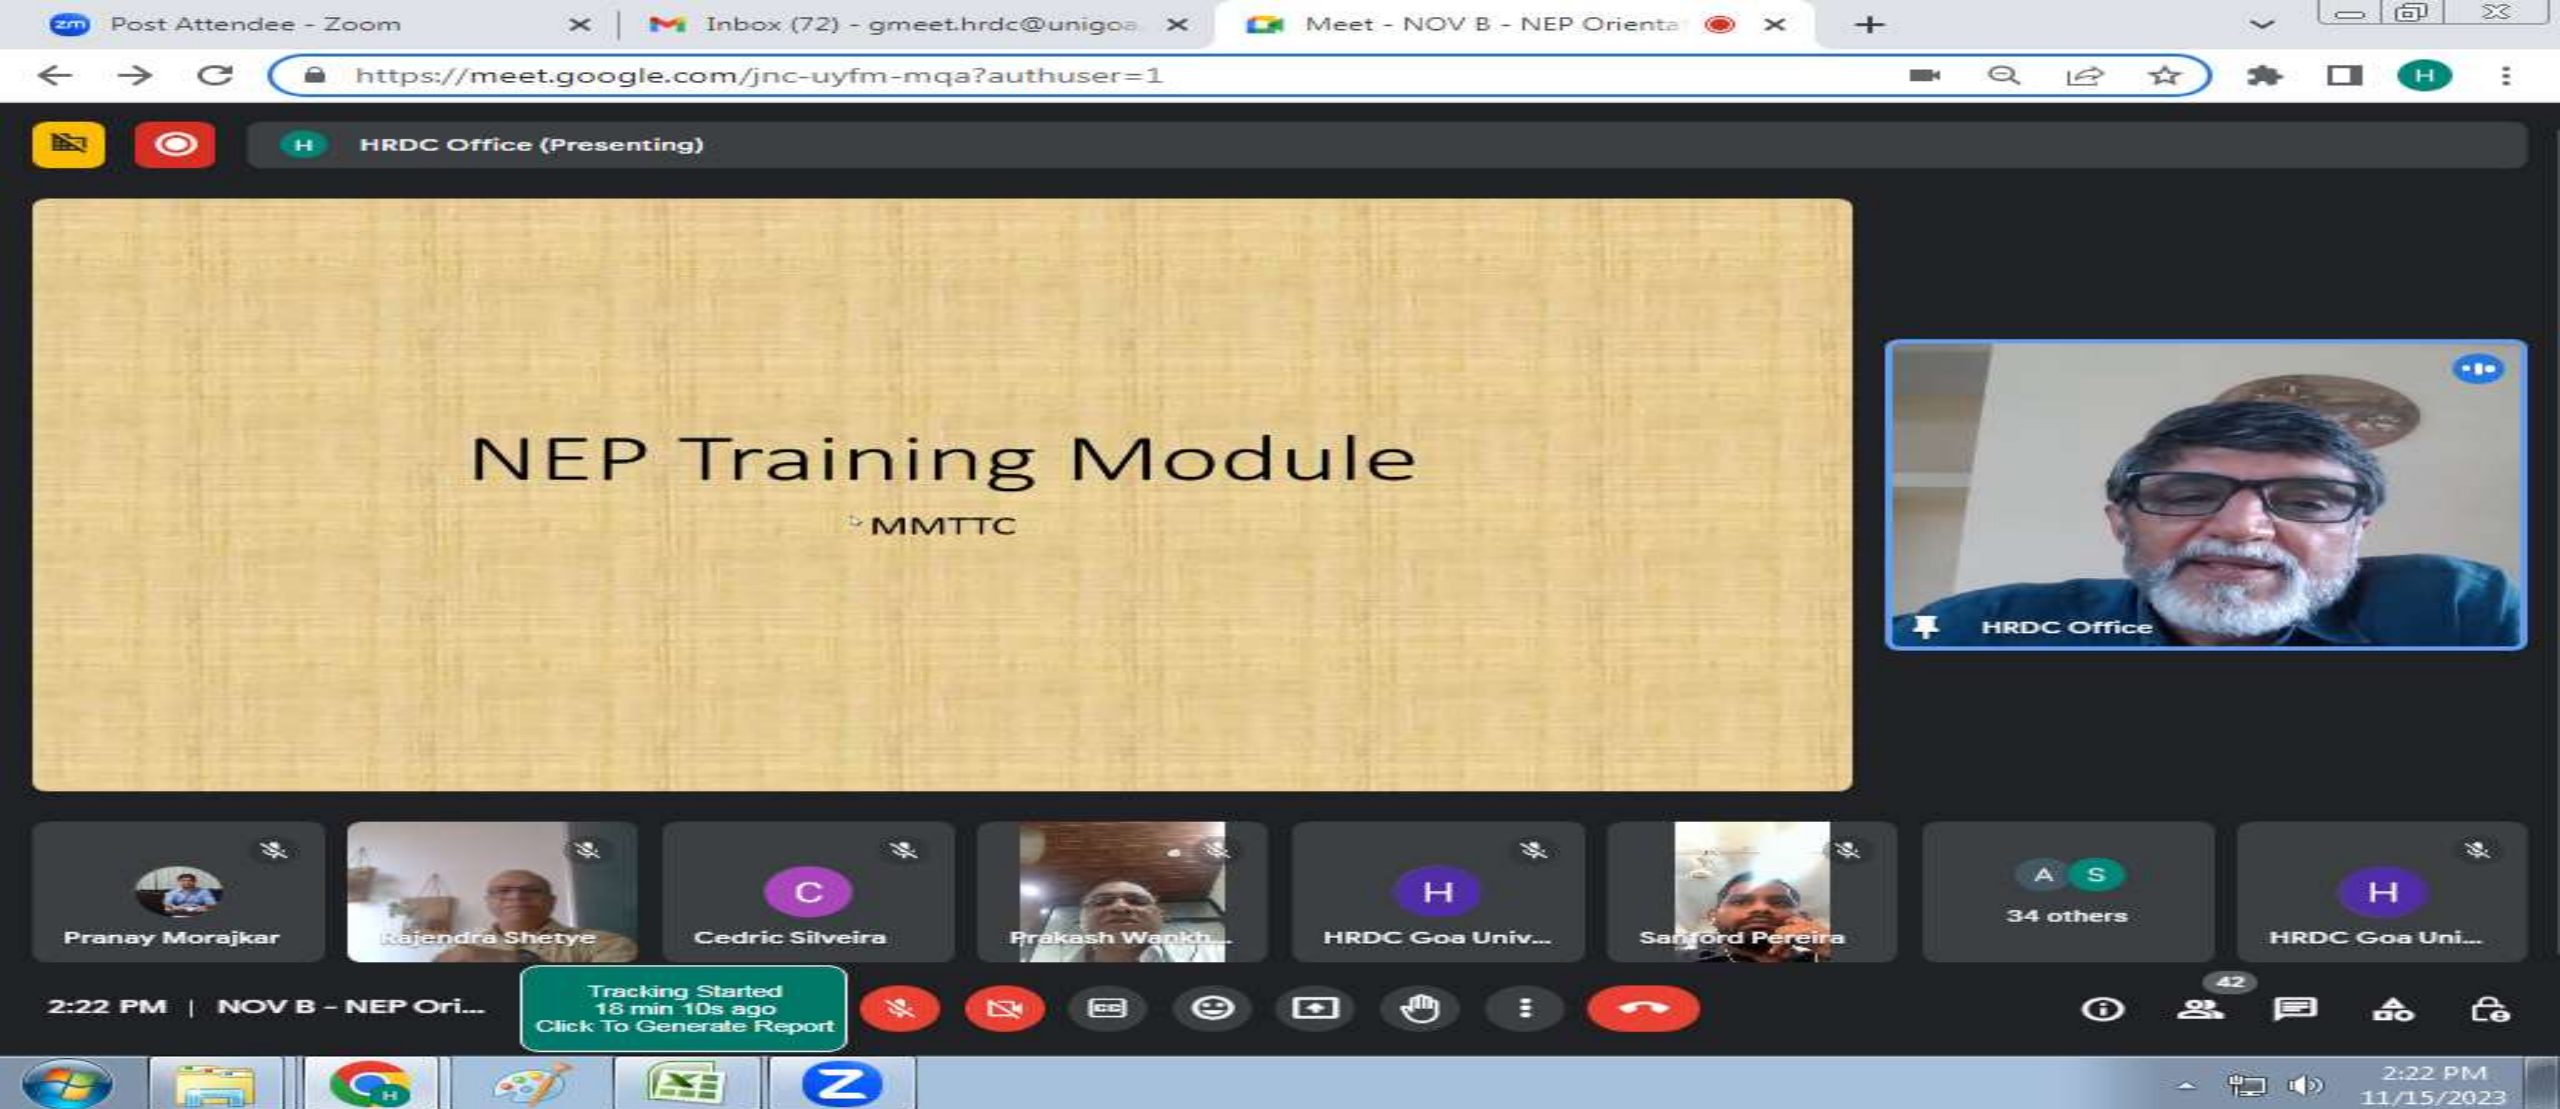 zm Post Attendee - Zoom
Inbox (72) - gmeet.hrdc@unigoa
Meet - NOV B - NEP Orienta
https://meet.google.com/jnc-uyfm-mqa?authuser=1
H
H HRDC Office (Presenting)
NEP Training Module
MMTTC
HRDC Office
Pranay Morajkar
Rajendra Shetye
C
Cedric Silveira
Prakash Wankh...
H
HRDC Goa Univ...
Sanford Pereira
A S
34 others
H
HRDC Goa Uni...
2:22 PM | NOV B - NEP Ori...
Tracking Started
18 min 10s ago
Click To Generate Report
CC
42
H
Z
2:22 PM
11/15/2023